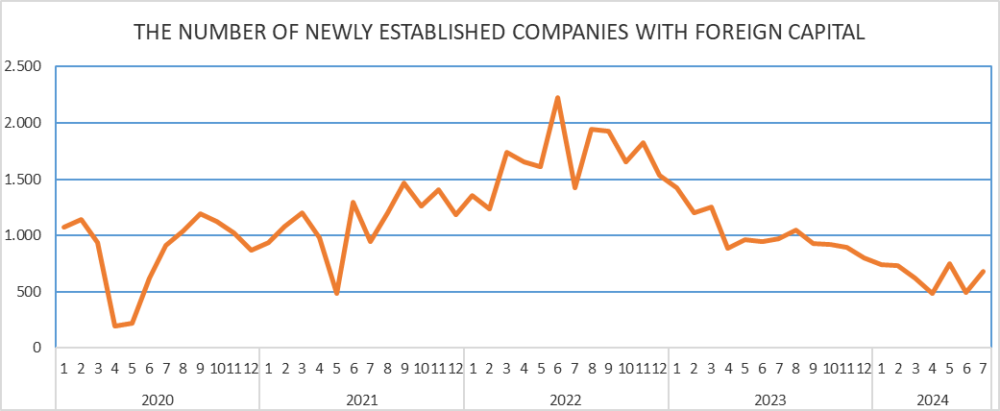 THE NUMBER OF NEWLY ESTABLISHED COMPANIES WITH FOREIGN CAPITAL
2.500
2.000
1.500
1.000
500
0
1 2 3 4 5 6 7 8 9 10 11 12 1 2 3 4 5 6 7 8 9 10 11 12 1 2 3 4 5 6 7 8 9 10 11 12 1 2 3 4 5 6 7 8 9 10 11 12 1 2 3 4 5 6 7
2020 2021 2022 2023 2024